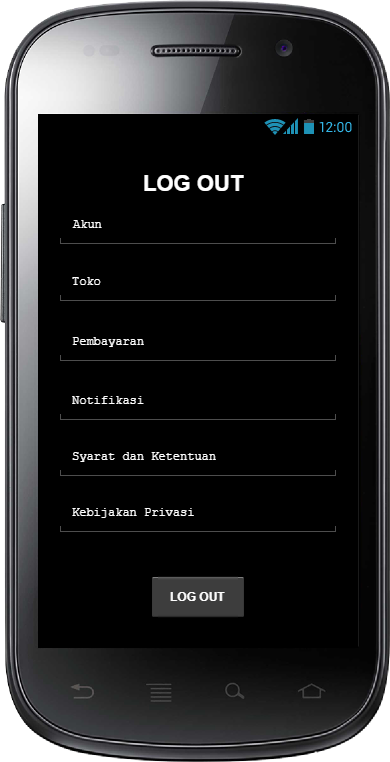 12:00
LOG OUT
Akun
Toko
Pembayaran
Notifikasi
Syarat dan Ketentuan
Kebijakan Privasi
LOG OUT